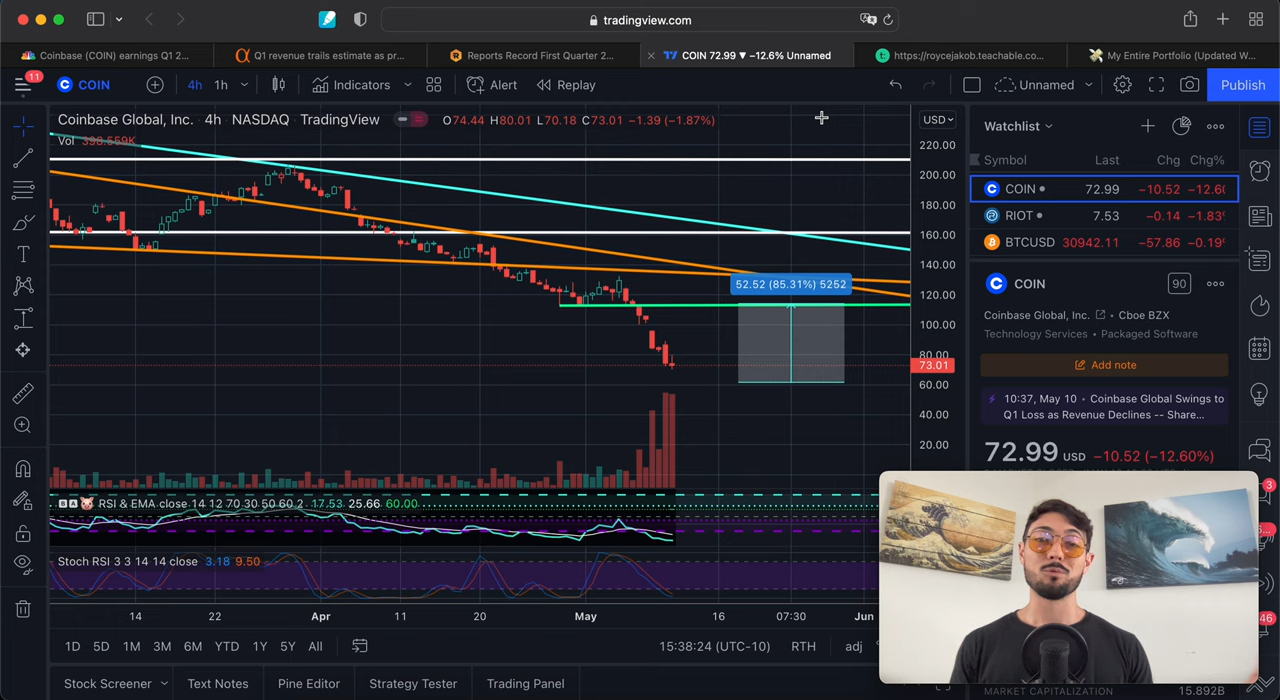 tradingview.com
Coinbase (COIN) earnings Q1 2...
Q1 revenue trails estimate as pr...
Reports Record First Quarter 2...
COIN 72.99 ▼ −12.6% Unnamed
https://roycejakob.teachable.co...
My Entire Portfolio (Updated W...
11
COIN
4h
1h
Indicators
Alert
Replay
Unnamed
Publish
Coinbase Global, Inc. · 4h · NASDAQ · TradingView
O74.44 H80.01 L70.18 C73.01 −1.39 (−1.87%)
USD
Vol 398.559K
220.00
200.00
180.00
160.00
140.00
120.00
100.00
80.00
73.01
60.00
40.00
20.00
52.52 (85.31%) 5252
RSI & EMA close 14 12 70 30 50 60 2 17.53 25.66 60.00
Stoch RSI 3 3 14 14 close 3.18 9.50
14
22
Apr
11
20
May
16
07:30
Jun
1D 5D 1M 3M 6M YTD 1Y 5Y All
15:38:24 (UTC-10)
RTH
adj
Stock Screener
Text Notes
Pine Editor
Strategy Tester
Trading Panel
Watchlist
Symbol Last Chg Chg%
COIN 72.99 −10.52 −12.60
RIOT 7.53 −0.14 −1.83
BTCUSD 30942.11 −57.86 −0.19
COIN
90
Coinbase Global, Inc. • Cboe BZX
Technology Services • Packaged Software
Add note
10:37, May 10 • Coinbase Global Swings to
Q1 Loss as Revenue Declines -- Share...
72.99 USD −10.52 (−12.60%)
3
46
MARKET CAPITALIZATION
15.892B